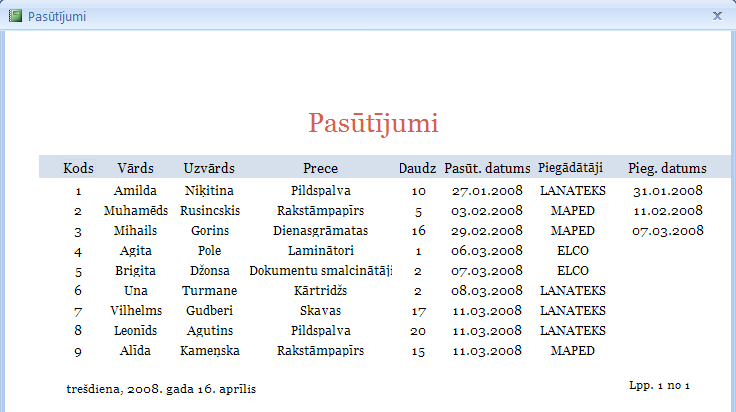 Pasūtījumi
Pasūtījumi
Kods Vārds Uzvārds Prece Daudz Pasūt. datums Piegādātāji Pieg. datums
1 Amilda Niķitina Pildspalva 10 27.01.2008 LANATEKS 31.01.2008
2 Muhamēds Rusincskis Rakstāmpapīrs 5 03.02.2008 MAPED 11.02.2008
3 Mihails Gorins Dienasgrāmatas 16 29.02.2008 MAPED 07.03.2008
4 Agita Pole Laminātori 1 06.03.2008 ELCO
5 Brigita Džonsa Dokumentu smalcinātāji 2 07.03.2008 ELCO
6 Una Turmane Kārtridžs 2 08.03.2008 LANATEKS
7 Vilhelms Gudberi Skavas 17 11.03.2008 LANATEKS
8 Leonīds Agutins Pildspalva 20 11.03.2008 LANATEKS
9 Alīda Kameņska Rakstāmpapīrs 15 11.03.2008 MAPED
trešdiena, 2008. gada 16. aprīlis Lpp. 1 no 1